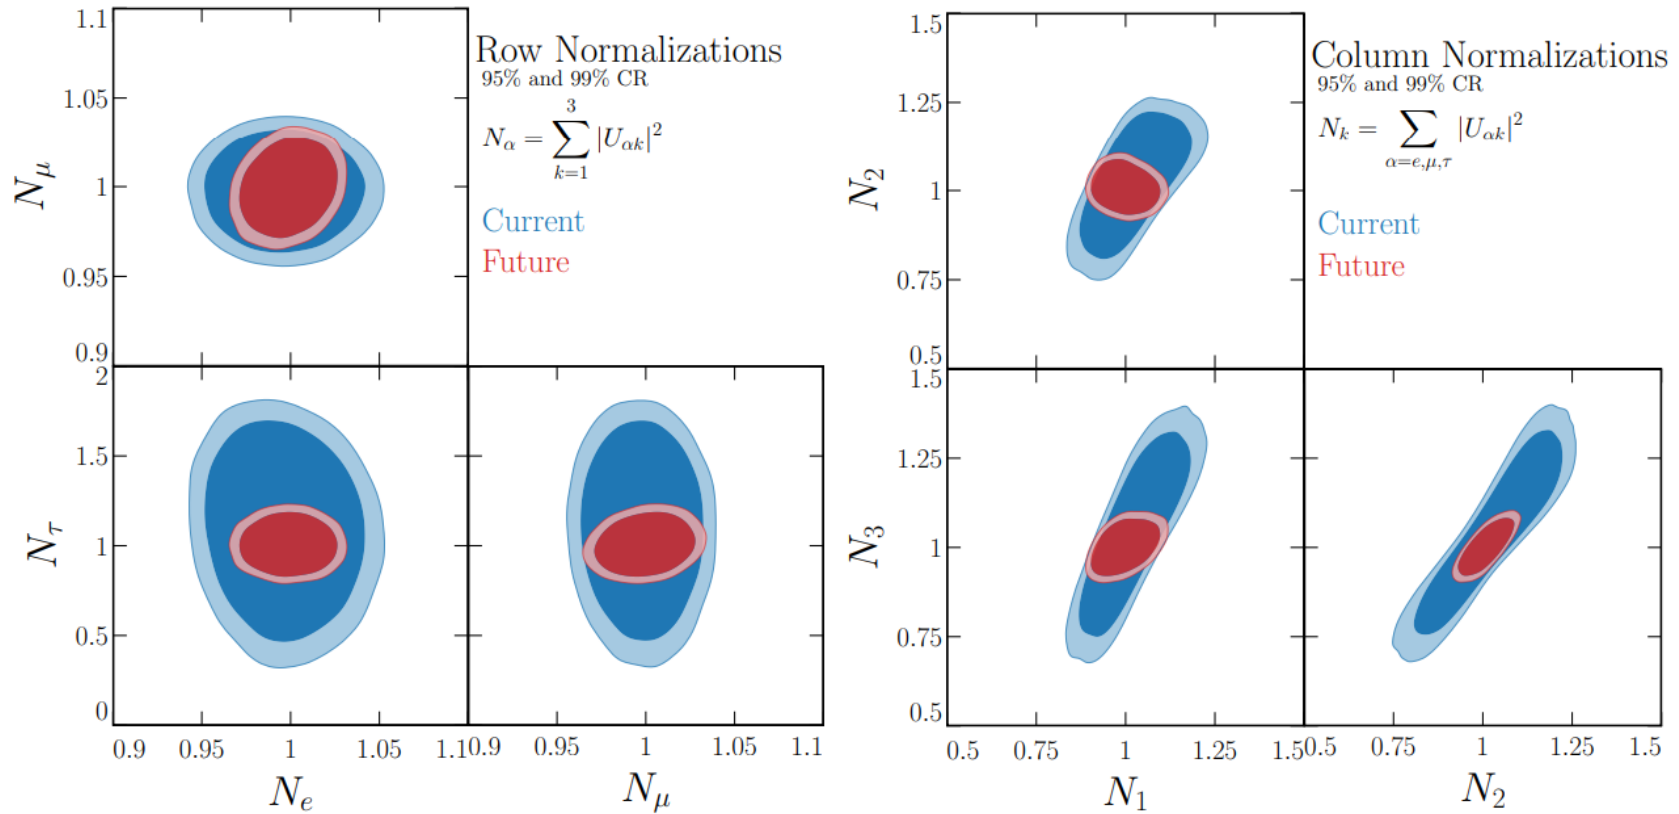 1.1
1.05
1
0.95
0.9
N_μ
Row Normalizations
95% and 99% CR
N_α = ∑_{k=1}^{3} |U_{αk}|^2
Current
Future
2
1.5
1
0.5
0
N_τ
0.9 0.95 1 1.05 1.1
N_e
0.9 0.95 1 1.05 1.1
N_μ
1.5
1.25
1
0.75
0.5
N_2
Column Normalizations
95% and 99% CR
N_k = ∑_{α=e,μ,τ} |U_{αk}|^2
Current
Future
1.5
1.25
1
0.75
0.5
N_3
0.5 0.75 1 1.25 1.5
N_1
0.5 0.75 1 1.25 1.5
N_2